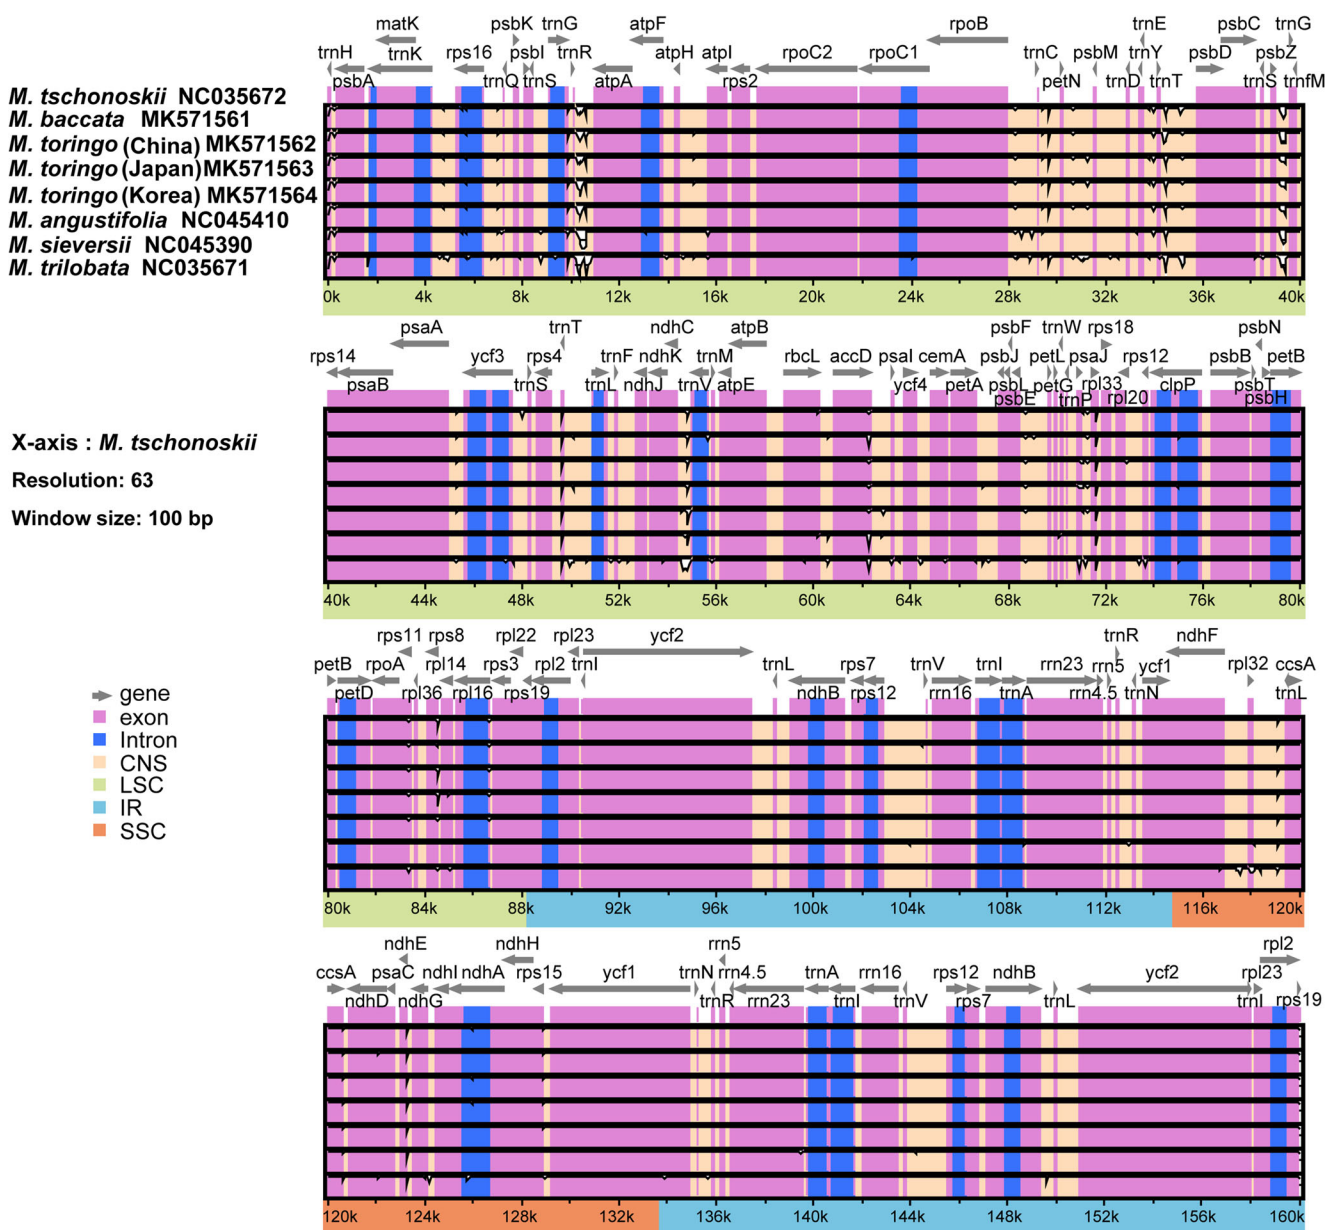 matK psbK trnG atpF rpoB trnE psbC trnG
trnH trnK rps16 psbI trnR atpH atpI rpoC2 rpoC1 trnC psbM trnY psbD psbZ
psbA trnQ trnS atpA rps2 petN trnD trnT trnS trnfM
M. tschonoskii NC035672
M. baccata MK571561
M. toringo (China) MK571562
M. toringo (Japan) MK571563
M. toringo (Korea) MK571564
M. angustifolia NC045410
M. sieversii NC045390
M. trilobata NC035671
0k 4k 8k 12k 16k 20k 24k 28k 32k 36k 40k
psaA trnT ndhC atpB psbF trnW rps18 psbN
rps14 ycf3 rps4 trnF ndhK trnM rbcL accD psaI cemA psbJ petL psaJ rps12 psbB petB
psaB trnS trnL ndhJ trnV atpE ycf4 petA psbL petG rpl33 clpP psbT
psbE trnP rpl20 psbH
X-axis : M. tschonoskii
Resolution: 63
Window size: 100 bp
40k 44k 48k 52k 56k 60k 64k 68k 72k 76k 80k
rps11 rps8 rpl22 rpl23 ycf2 trnR ndhF
petB rpoA rpl14 rps3 rpl2 trnI trnL rps7 trnV trnI rrn23 rrn5 ycf1 rpl32 ccsA
petD rpl36 rpl16 rps19 ndhB rps12 rrn16 trnA rrn4.5 trnN trnL
gene
exon
Intron
CNS
LSC
IR
SSC
80k 84k 88k 92k 96k 100k 104k 108k 112k 116k 120k
ndhE ndhH rrn5 rpl2
ccsA psaC ndhI ndhA rps15 ycf1 trnN rrn4.5 trnA rrn16 rps12 ndhB ycf2 rpl23
ndhD ndhG trnR rrn23 trnI trnV rps7 trnL trnI rps19
120k 124k 128k 132k 136k 140k 144k 148k 152k 156k 160k